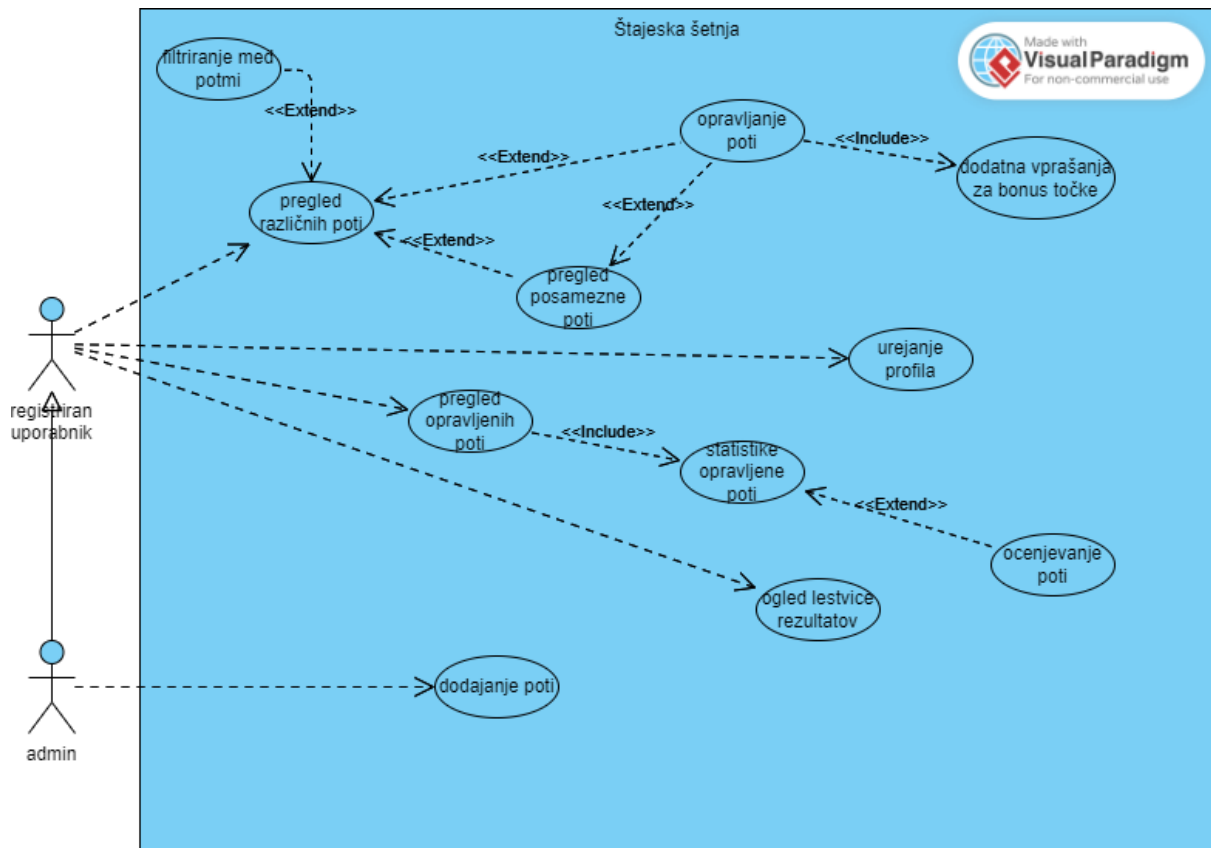 Štajeska šetnja
Made with
VisualParadigm
For non-commercial use
filtriranje med
potmi
<<Extend>>
opravljanje
poti
<<Include>>
dodatna vprašanja
za bonus točke
<<Extend>>
pregled
različnih poti
<<Extend>>
<<Extend>>
pregled
posamezne
poti
registriran
uporabnik
urejanje
profila
pregled
opravljenih
poti
<<Include>>
statistike
opravljene
poti
<<Extend>>
ocenjevanje
poti
ogled lestvice
rezultatov
dodajanje poti
admin